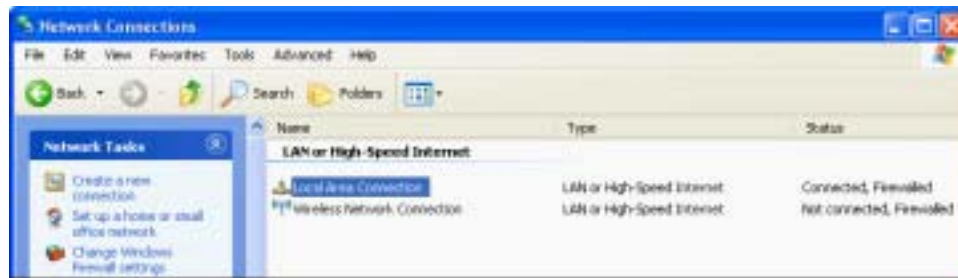 Network Connections
File Edit View Favorites Tools Advanced Help
Back Search Folders
Name Type Status
Network Tasks
LAN or High-Speed Internet
Create a new connection
Set up a home or small office network
Change Windows Firewall settings
Local Area Connection LAN or High-Speed Internet Connected, Firewalled
Wireless Network Connection LAN or High-Speed Internet Not connected, Firewalled